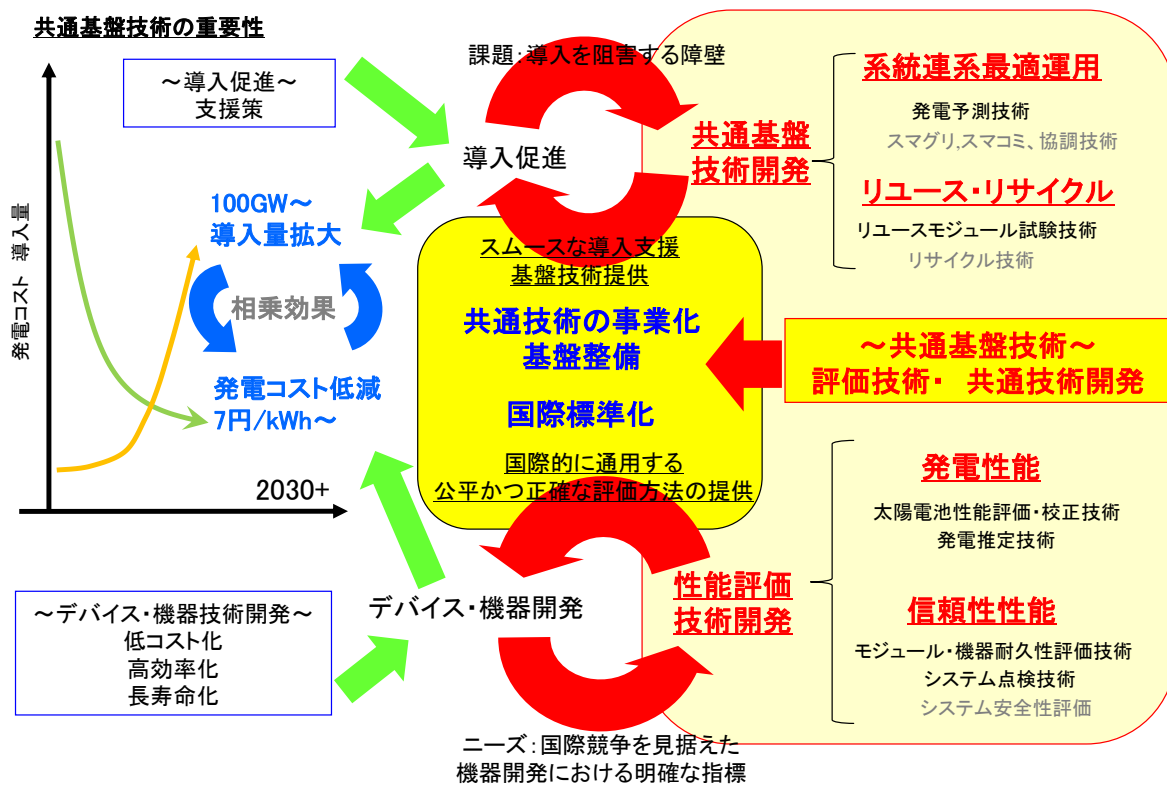 共通基盤技術の重要性
～導入促進～
支援策
発電コスト 導入量
100GW～
導入量拡大
相乗効果
発電コスト低減
7円/kWh～
2030+
～デバイス・機器技術開発～
低コスト化
高効率化
長寿命化
課題：導入を阻害する障壁
導入促進
共通基盤
技術開発
スムースな導入支援
基盤技術提供
共通技術の事業化
基盤整備
国際標準化
国際的に通用する
公平かつ正確な評価方法の提供
デバイス・機器開発
性能評価
技術開発
ニーズ：国際競争を見据えた
機器開発における明確な指標
系統連系最適運用
発電予測技術
スマグリ,スマコミ、協調技術
リユース・リサイクル
リユースモジュール試験技術
リサイクル技術
～共通基盤技術～
評価技術・ 共通技術開発
発電性能
太陽電池性能評価・校正技術
発電推定技術
信頼性性能
モジュール・機器耐久性評価技術
システム点検技術
システム安全性評価